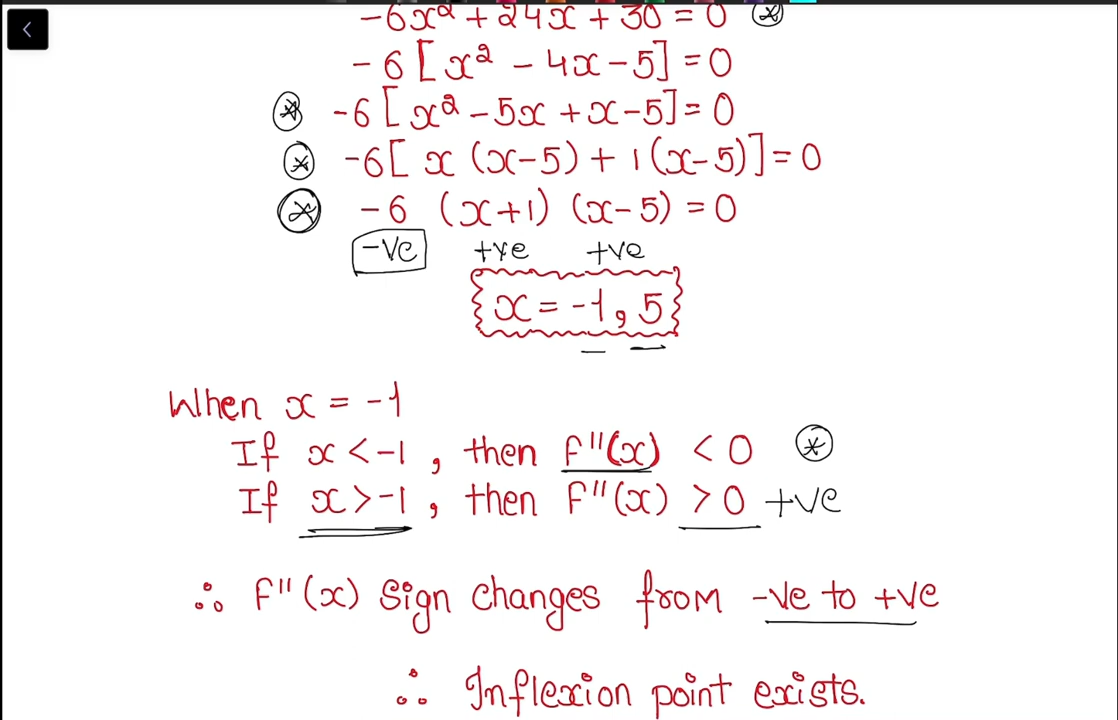 -6x² + 24x + 30 = 0
-6 [x² - 4x - 5] = 0
-6 [x² - 5x + x - 5] = 0
-6 [x (x-5) + 1 (x-5)] = 0
-6 (x+1) (x-5) = 0
-ve +ve +ve
x = -1, 5
When x = -1
If x < -1, then f''(x) < 0
If x > -1, then f''(x) > 0 +ve
∴ f''(x) Sign changes from -ve to +ve
∴ Inflexion point exists.